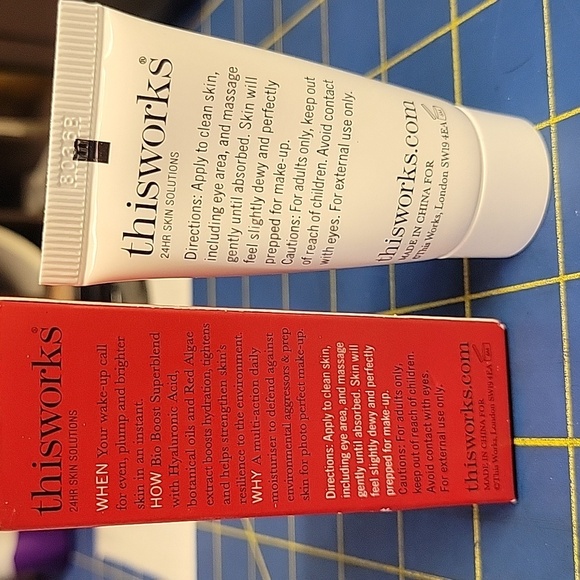 thisworks®
24HR SKIN SOLUTIONS
Directions: Apply to clean skin,
including eye area, and massage
gently until absorbed. Skin will
feel slightly dewy and perfectly
prepped for make-up.
Cautions: For adults only, keep out
of reach of children. Avoid contact
with eyes. For external use only.
thisworks.com
MADE IN CHINA FOR
©This Works, London SW19 4EA
thisworks®
24HR SKIN SOLUTIONS
WHEN Your wake-up call
for even, plump and brighter
skin in an instant.
HOW Bio Boost Superblend
with Hyaluronic Acid,
botanical oils and Red Algae
extract boosts hydration, tightens
and helps strengthen skin's
resilience to the environment.
WHY A multi-action daily
moisturiser to defend against
environmental aggressors & prep
skin for photo perfect make-up.
Directions: Apply to clean skin,
including eye area, and massage
gently until absorbed. Skin will
feel slightly dewy and perfectly
prepped for make-up.
Cautions: For adults only,
keep out of reach of children.
Avoid contact with eyes.
For external use only.
thisworks.com
MADE IN CHINA FOR
©This Works, London SW19 4EA